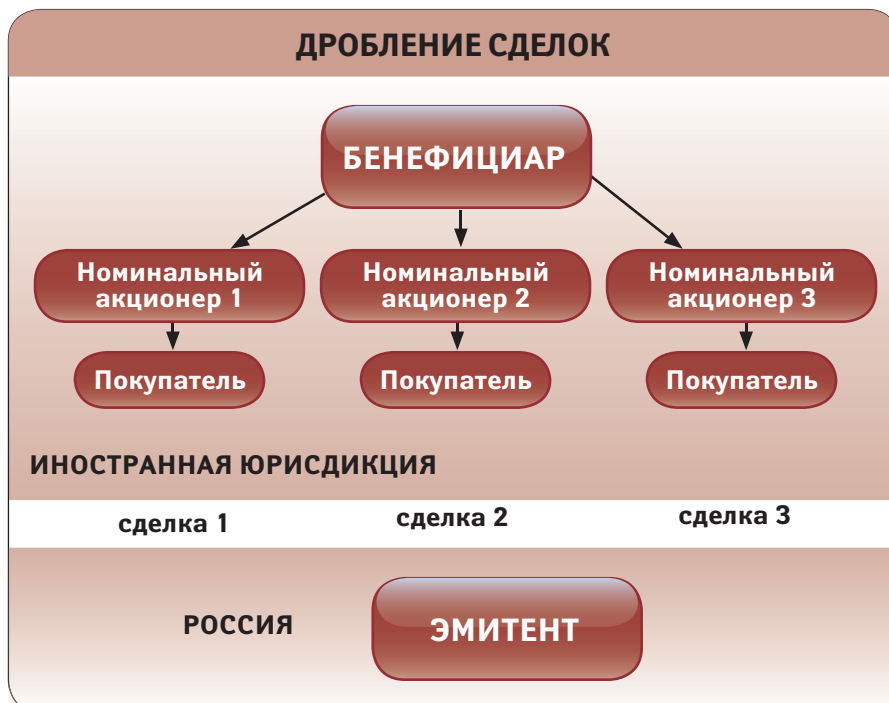 ДРОБЛЕНИЕ СДЕЛОК
БЕНЕФИЦИАР
Номинальный
акционер 1
Номинальный
акционер 2
Номинальный
акционер 3
Покупатель
Покупатель
Покупатель
ИНОСТРАННАЯ ЮРИСДИКЦИЯ
сделка 1
сделка 2
сделка 3
РОССИЯ
ЭМИТЕНТ